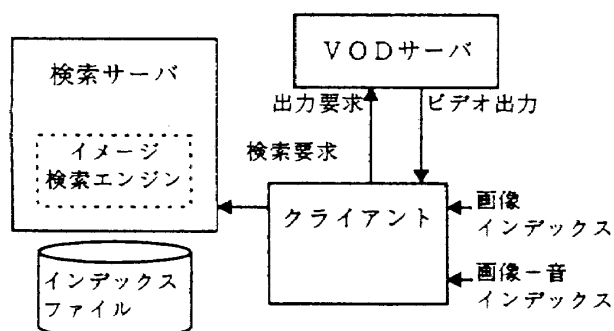 VODサーバ
検索サーバ
出力要求
ビデオ出力
イメージ
検索エンジン
検索要求
クライアント
画像
インデックス
画像－音
インデックス
インデックス
ファイル